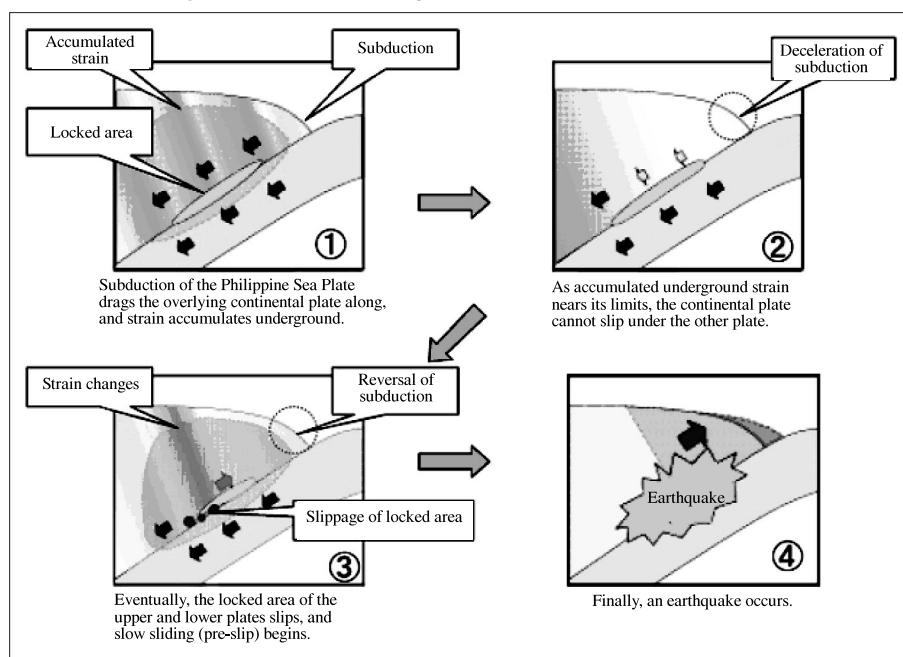 Accumulated
strain
Subduction
Locked area
①
Subduction of the Philippine Sea Plate
drags the overlying continental plate along,
and strain accumulates underground.
Deceleration of
subduction
②
As accumulated underground strain
nears its limits, the continental plate
cannot slip under the other plate.
Strain changes
Reversal of
subduction
Slippage of locked area
③
Eventually, the locked area of the
upper and lower plates slips, and
slow sliding (pre-slip) begins.
Earthquake
④
Finally, an earthquake occurs.